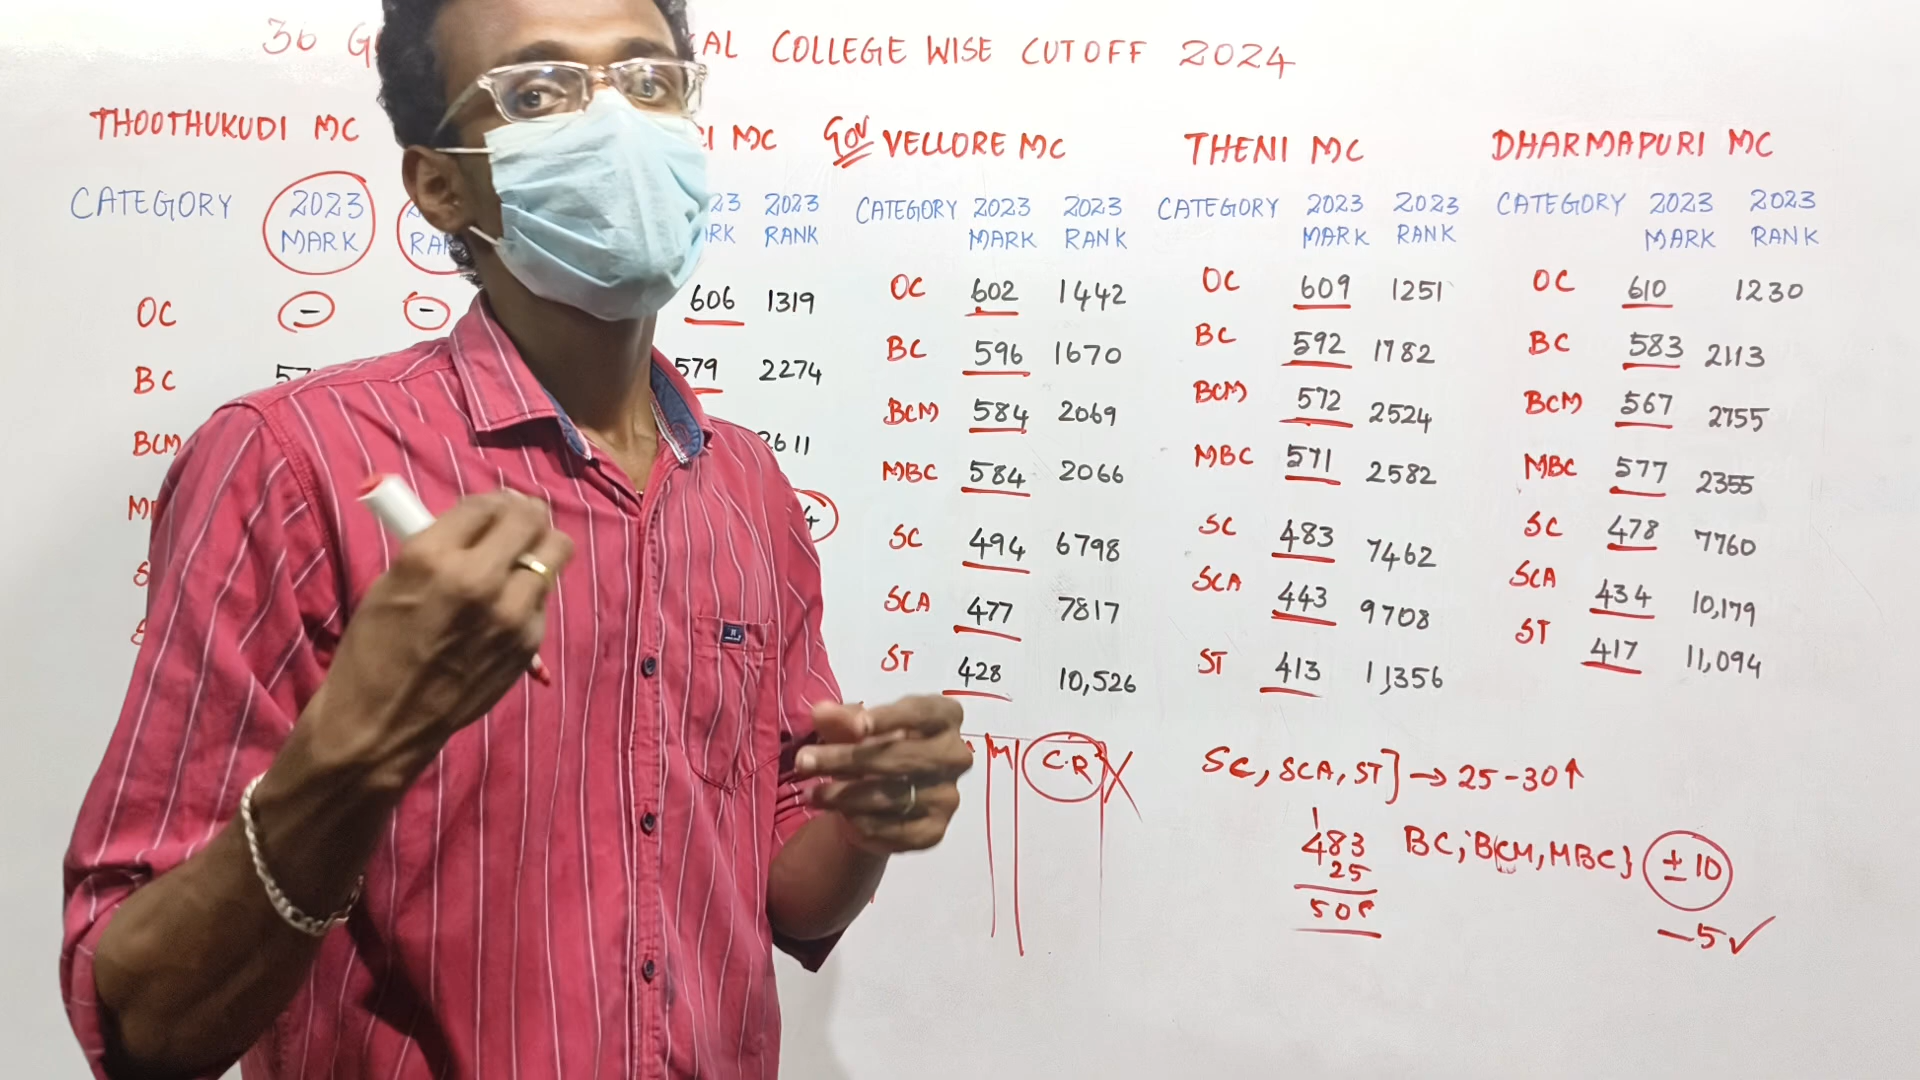 36 COLLEGE WISE CUTOFF 2024
THOOTHUKUDI MC
CATEGORY 2023 MARK
OC - -
BC
BCM
MC
2023 RANK
606 1319
579 2274
2611
Gov VELLORE MC
CATEGORY 2023 MARK 2023 RANK
OC 602 1442
BC 596 1670
BCM 584 2069
MBC 584 2066
SC 494 6798
SCA 477 7817
ST 428 10,526
M C.R X
THENI MC
CATEGORY 2023 MARK 2023 RANK
OC 609 1251
BC 592 1782
BCM 572 2524
MBC 571 2582
SC 483 7462
SCA 443 9708
ST 413 11,356
DHARMAPURI MC
CATEGORY 2023 MARK 2023 RANK
OC 610 1230
BC 583 2113
BCM 567 2755
MBC 577 2355
SC 478 7760
SCA 434 10,179
ST 417 11,094
SC, SCA, ST] → 25-30↑
1
483
25
BC, BCM, MBC} ±10
-5✓